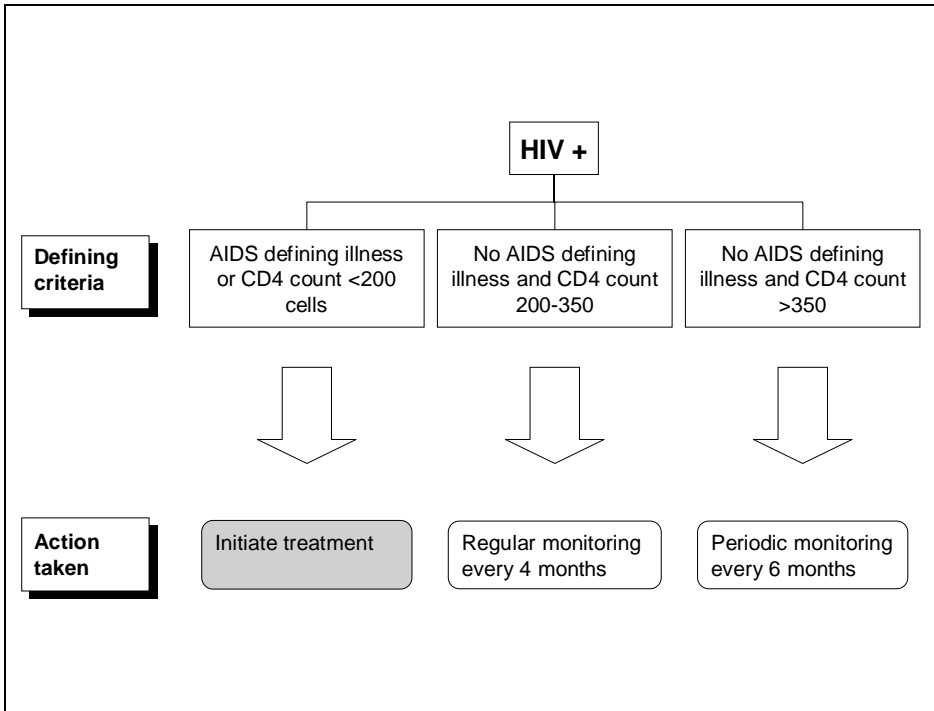 HIV +
Defining
criteria
AIDS defining illness
or CD4 count <200
cells
No AIDS defining
illness and CD4 count
200-350
No AIDS defining
illness and CD4 count
>350
Action
taken
Initiate treatment
Regular monitoring
every 4 months
Periodic monitoring
every 6 months